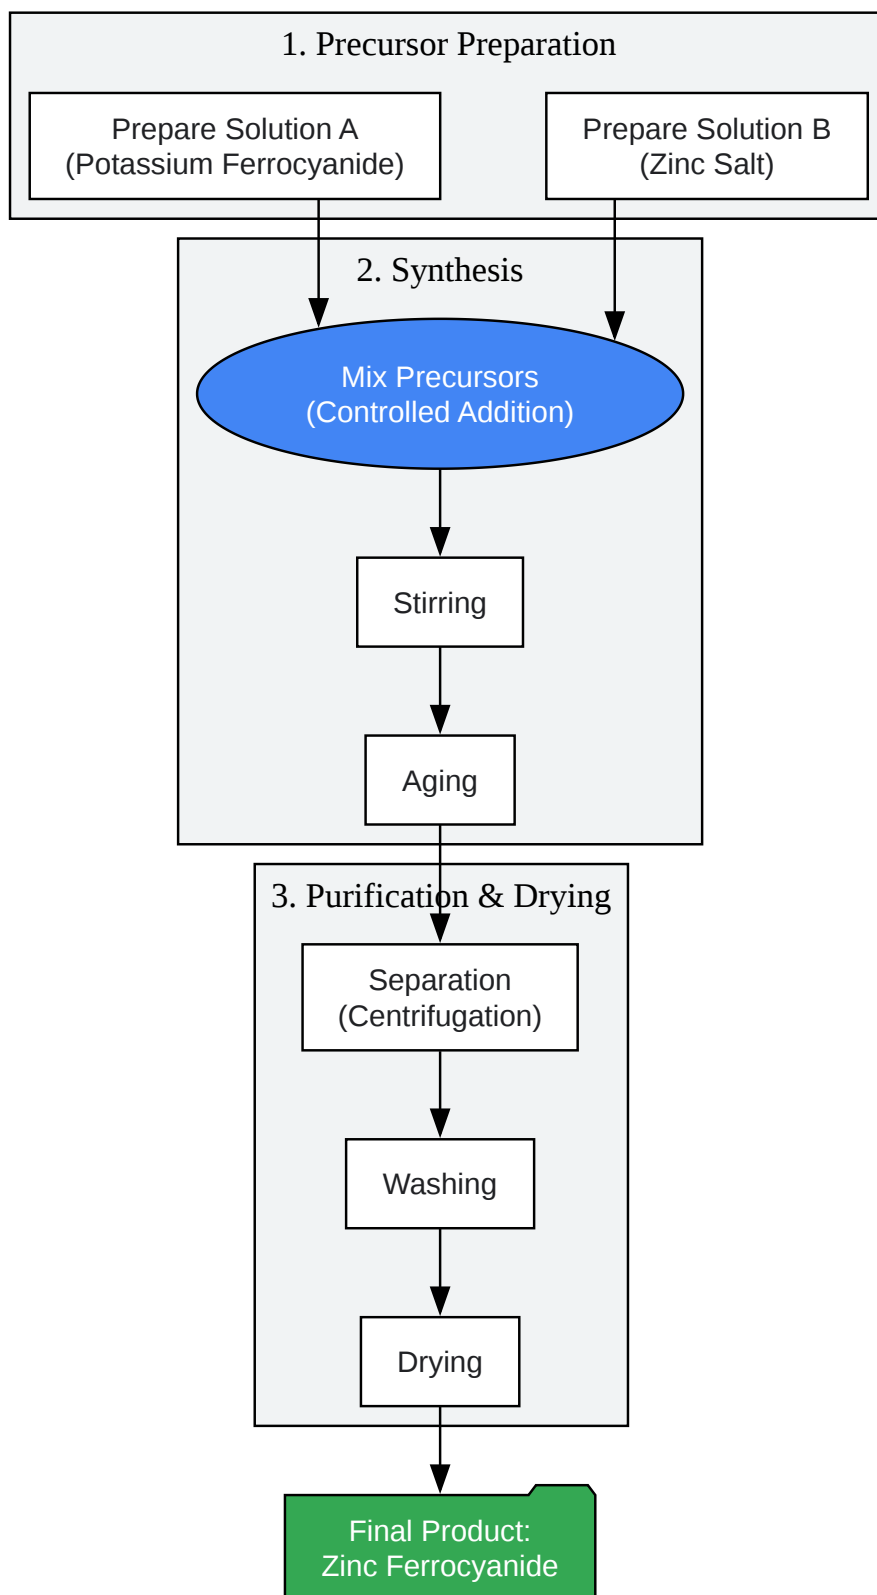 1. Precursor Preparation
Prepare Solution A
(Potassium Ferrocyanide)
Prepare Solution B
(Zinc Salt)
2. Synthesis
Mix Precursors
(Controlled Addition)
Stirring
Aging
3. Purification & Drying
Separation
(Centrifugation)
Washing
Drying
Final Product:
Zinc Ferrocyanide